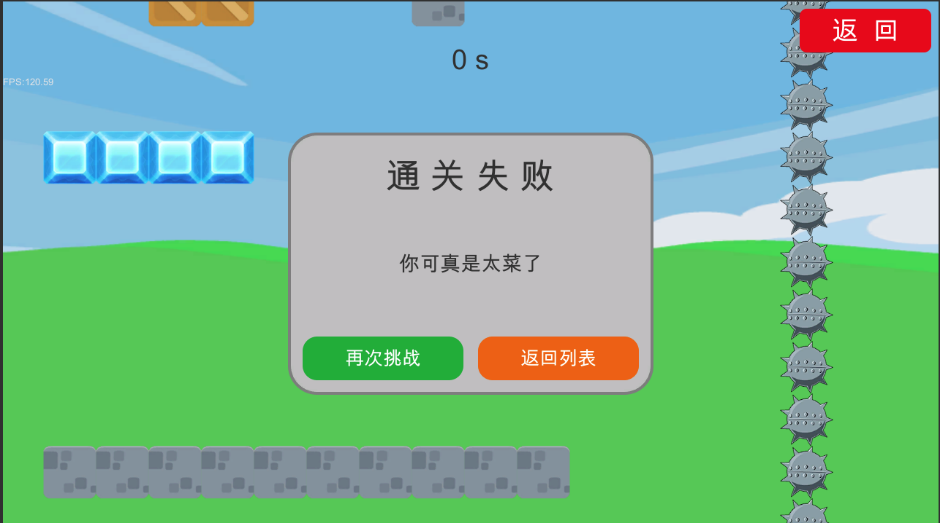 返 回
0 s
FPS:120.59
通关失败
你可真是太菜了
再次挑战
返回列表